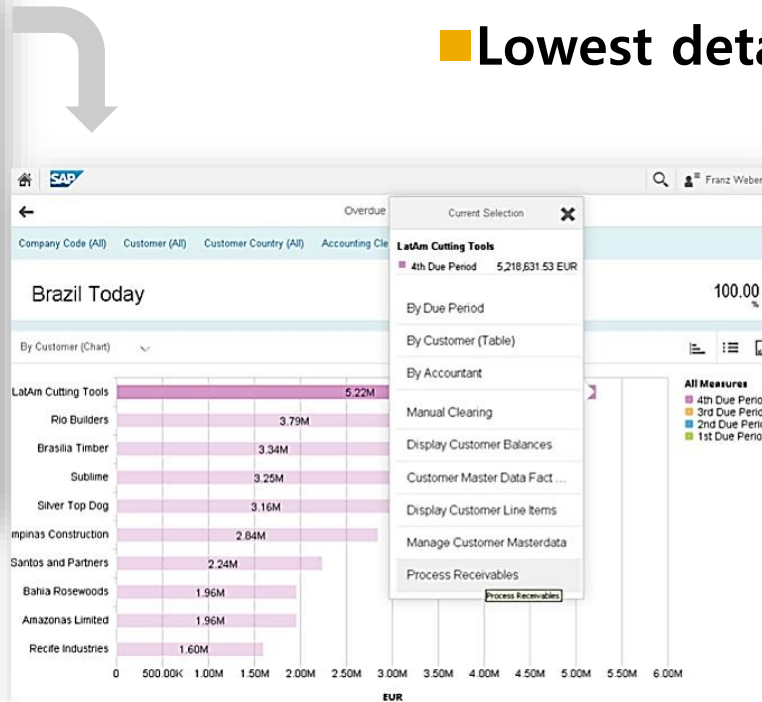 Lowest deta
SAP
Franz Weber
Overdue
Current Selection
Company Code (All) Customer (All) Customer Country (All) Accounting Cle
LatAm Cutting Tools
4th Due Period 5,218,631.53 EUR
Brazil Today
100.00
%
By Due Period
By Customer (Table)
By Accountant
Manual Clearing
Display Customer Balances
Customer Master Data Fact ...
Display Customer Line Items
Manage Customer Masterdata
Process Receivables
Process Receivables
By Customer (Chart)
All Measures
4th Due Perio
3rd Due Perio
2nd Due Perio
1st Due Perio
LatAm Cutting Tools 5.22M
Rio Builders 3.79M
Brasilia Timber 3.34M
Sublime 3.25M
Silver Top Dog 3.16M
mpinas Construction 2.84M
Santos and Partners 2.24M
Bahia Rosewoods 1.96M
Amazonas Limited 1.96M
Recife Industries 1.60M
0 500.00K 1.00M 1.50M 2.00M 2.50M 3.00M 3.50M 4.00M 4.50M 5.00M 5.50M 6.00M
EUR